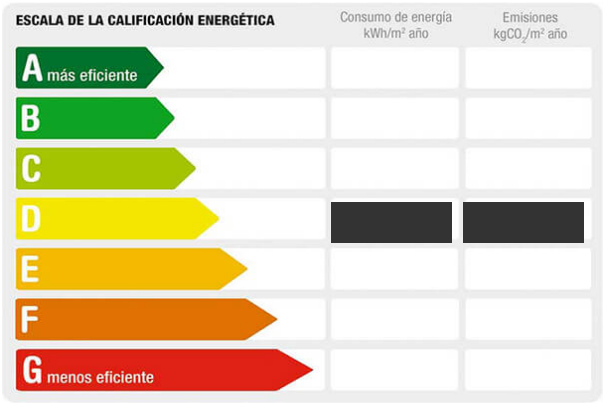 ESCALA DE LA CALIFICACIÓN ENERGÉTICA
Consumo de energía
kWh/m² año
Emisiones
kgCO₂/m² año
A más eficiente
B
C
D
E
F
G menos eficiente